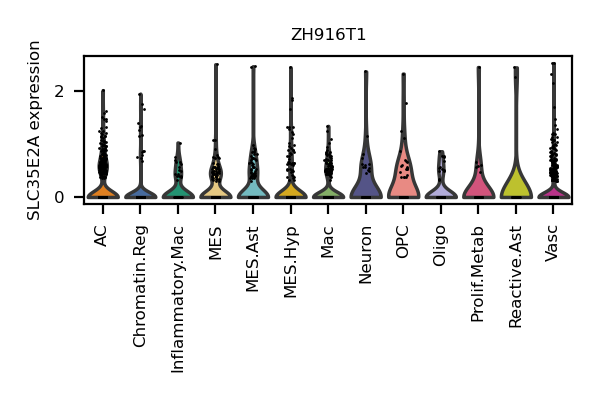 ZH916T1
SLC35E2A expression
2
0
AC
Chromatin.Reg
Inflammatory.Mac
MES
MES.Ast
MES.Hyp
Mac
Neuron
OPC
Oligo
Prolif.Metab
Reactive.Ast
Vasc